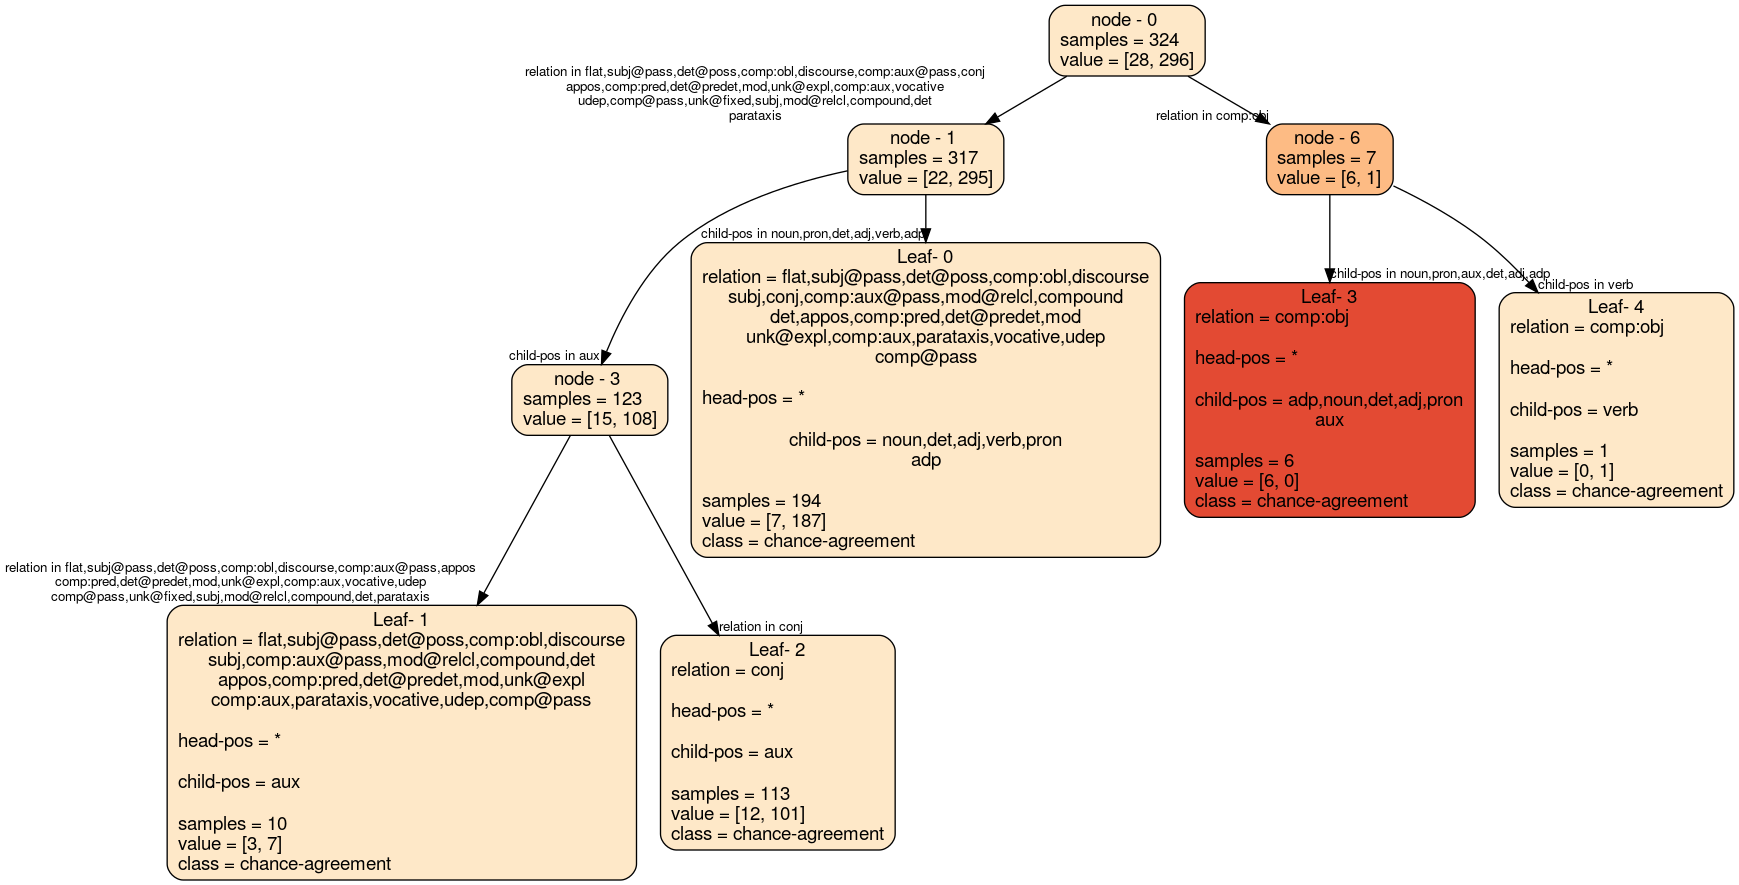 node - 0
samples = 324
value = [28, 296]
relation in flat,subj@pass,det@poss,comp:obl,discourse,comp:aux@pass,conj
appos,comp:pred,det@predet,mod,unk@expl,comp:aux,vocative
udep,comp@pass,unk@fixed,subj,mod@relcl,compound,det
parataxis
relation in comp:obj
node - 1
samples = 317
value = [22, 295]
node - 6
samples = 7
value = [6, 1]
child-pos in noun,pron,det,adj,verb,adp
Leaf- 0
relation = flat,subj@pass,det@poss,comp:obl,discourse
subj,conj,comp:aux@pass,mod@relcl,compound
det,appos,comp:pred,det@predet,mod
unk@expl,comp:aux,parataxis,vocative,udep
comp@pass
head-pos = *
child-pos = noun,det,adj,verb,pron
adp
samples = 194
value = [7, 187]
class = chance-agreement
child-pos in noun,pron,aux,det,adj,adp
Leaf- 3
relation = comp:obj
head-pos = *
child-pos = adp,noun,det,adj,pron
aux
samples = 6
value = [6, 0]
class = chance-agreement
child-pos in verb
Leaf- 4
relation = comp:obj
head-pos = *
child-pos = verb
samples = 1
value = [0, 1]
class = chance-agreement
child-pos in aux
node - 3
samples = 123
value = [15, 108]
relation in flat,subj@pass,det@poss,comp:obl,discourse,comp:aux@pass,appos
comp:pred,det@predet,mod,unk@expl,comp:aux,vocative,udep
comp@pass,unk@fixed,subj,mod@relcl,compound,det,parataxis
Leaf- 1
relation = flat,subj@pass,det@poss,comp:obl,discourse
subj,comp:aux@pass,mod@relcl,compound,det
appos,comp:pred,det@predet,mod,unk@expl
comp:aux,parataxis,vocative,udep,comp@pass
head-pos = *
child-pos = aux
samples = 10
value = [3, 7]
class = chance-agreement
relation in conj
Leaf- 2
relation = conj
head-pos = *
child-pos = aux
samples = 113
value = [12, 101]
class = chance-agreement